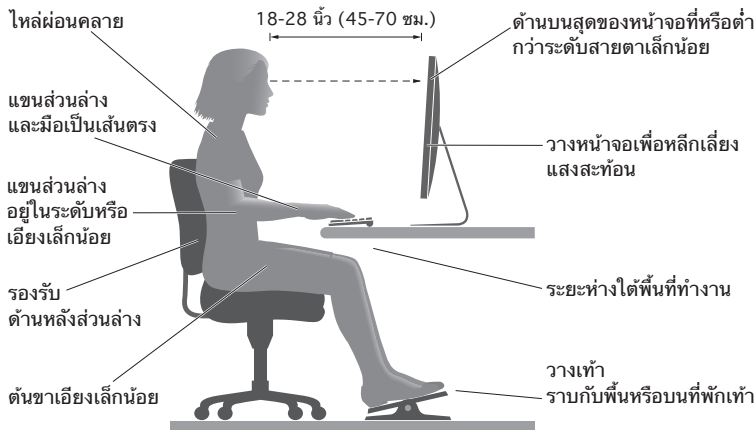 ไหล่ผ่อนคลาย
18-28 นิ้ว (45-70 ซม.)
ด้านบนสุดของหน้าจอที่หรือต่ำ
กว่าระดับสายตาเล็กน้อย
แขนส่วนล่าง
และมือเป็นเส้นตรง
วางหน้าจอเพื่อหลีกเลี่ยง
แสงสะท้อน
แขนส่วนล่าง
อยู่ในระดับหรือ
เอียงเล็กน้อย
รองรับ
ด้านหลังส่วนล่าง
ระยะห่างใต้พื้นที่ทำงาน
ต้นขาเอียงเล็กน้อย
วางเท้า
ราบกับพื้นหรือบนที่พักเท้า